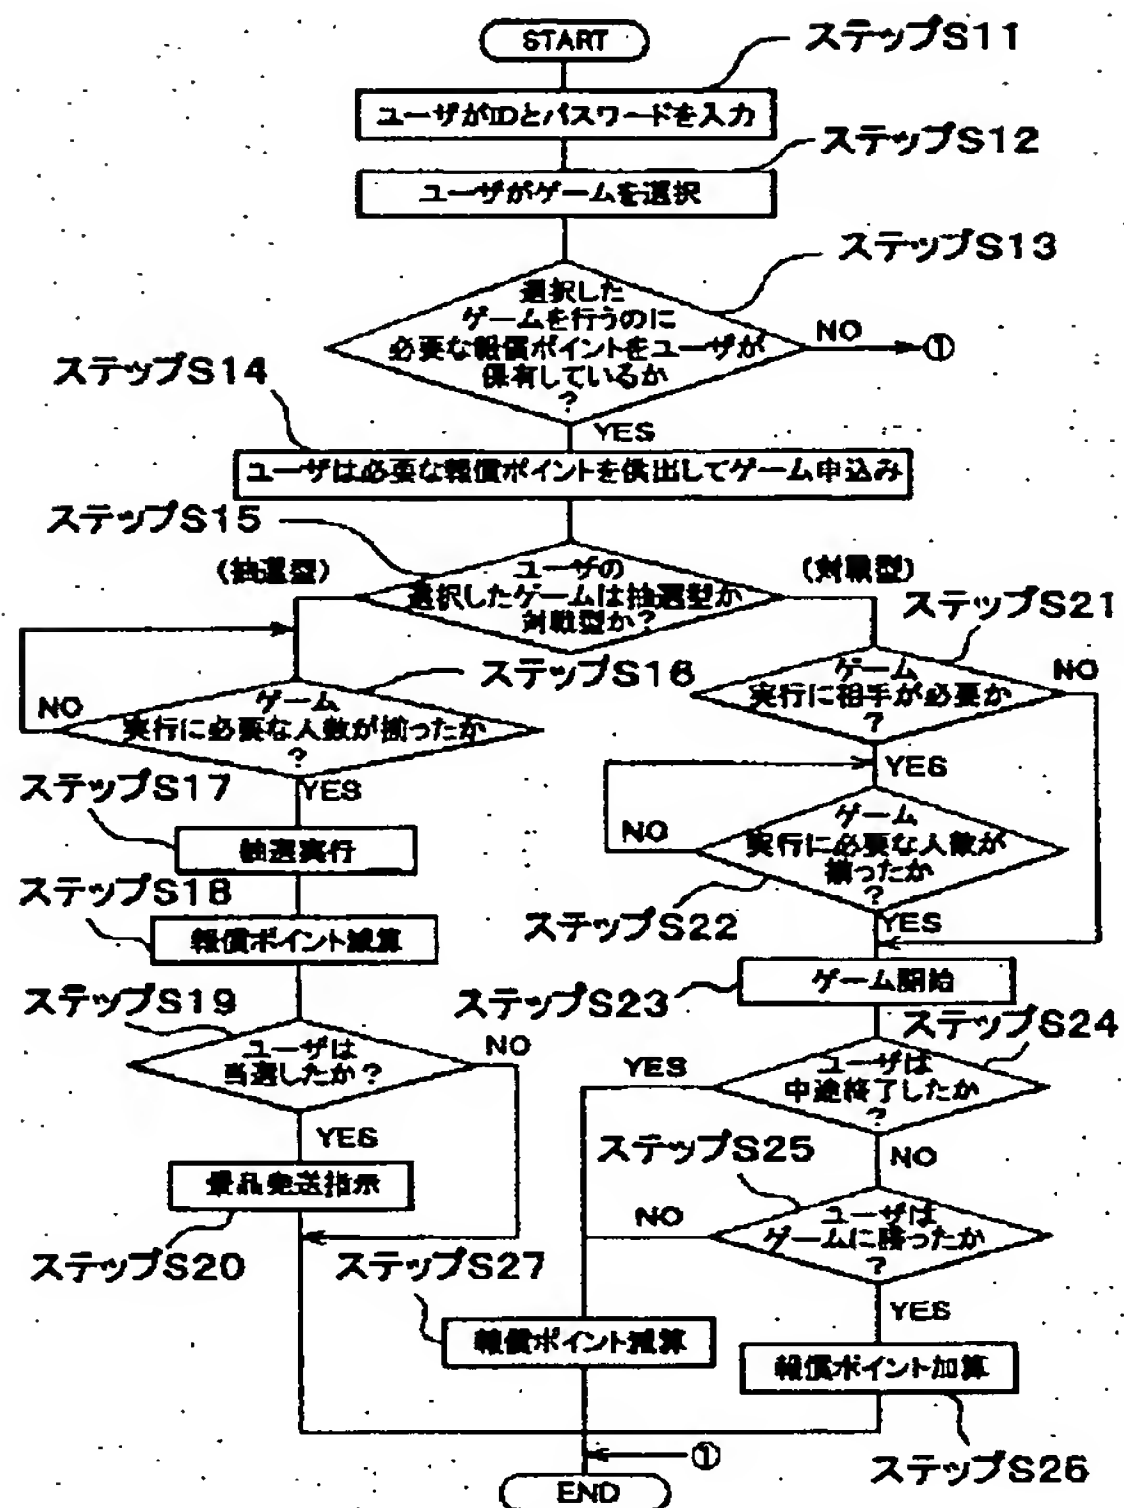 START
ステップS11
ユーザがIDとパスワードを入力
ステップS12
ユーザがゲームを選択
ステップS13
選択した
ゲームを行うのに
必要な報償ポイントをユーザが
保有しているか
?
NO
①
ステップS14
YES
ユーザは必要な報償ポイントを供出してゲーム申込み
ステップS15
(抽選型)
ユーザの
選択したゲームは抽選型か
対戦型か?
(対戦型)
ステップS21
ステップS16
ゲーム
実行に必要な人数が揃ったか
?
NO
YES
ゲーム
実行に相手が必要か
?
NO
YES
ステップS17
抽選実行
ゲーム
実行に必要な人数が
揃ったか
?
NO
YES
ステップS22
ステップS18
報償ポイント減算
ステップS23
ゲーム開始
ステップS19
ユーザは
当選したか?
NO
YES
ステップS24
ユーザは
中途終了したか
?
YES
NO
ステップS20
景品発送指示
ステップS25
ユーザは
ゲームに勝ったか
?
NO
YES
ステップS27
報償ポイント減算
報償ポイント加算
ステップS26
①
END